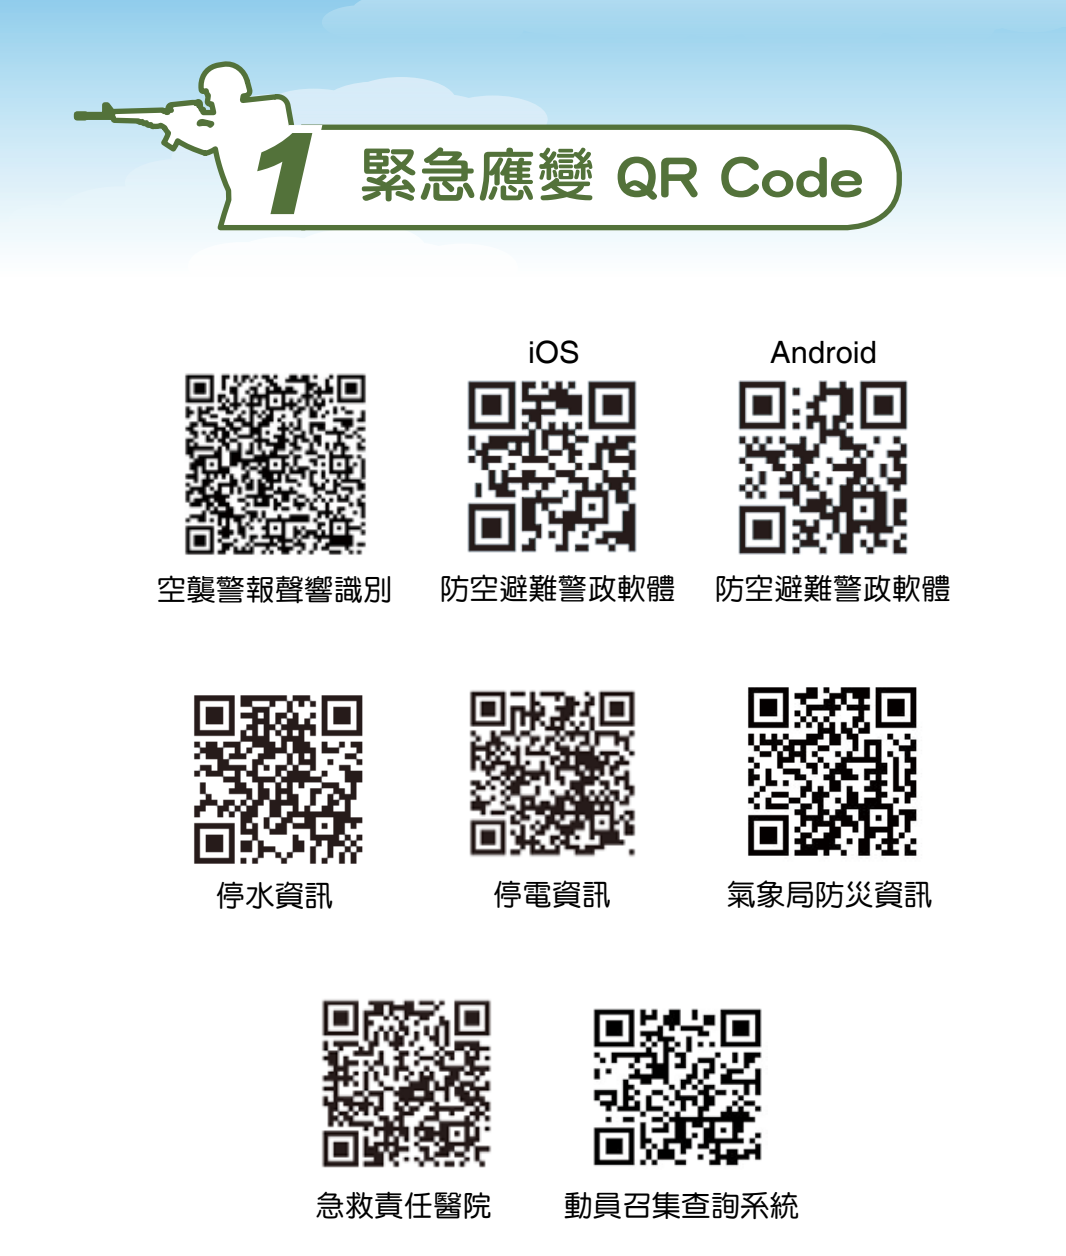 1 緊急應變 QR Code
iOS
Android
空襲警報聲響識別
防空避難警政軟體
防空避難警政軟體
停水資訊
停電資訊
氣象局防災資訊
急救責任醫院
動員召集查詢系統